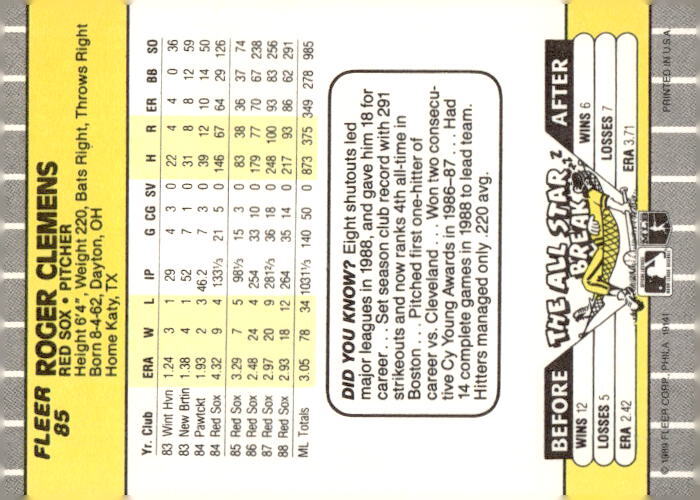 FLEER ROGER CLEMENS
85 RED SOX • PITCHER
Height 6'4", Weight 220, Bats Right, Throws Right
Born 8-4-62, Dayton, OH
Home Katy, TX
Yr. Club ERA W L IP G CG SV H R ER BB SO
83 Wint Hvn 1.24 3 1 29 4 3 0 22 4 4 0 36
83 New Brtin 1.38 4 1 52 7 1 0 31 8 8 12 59
84 Pawtckt 1.93 2 3 46.2 7 3 0 39 12 10 14 50
84 Red Sox 4.32 9 4 133⅓ 21 5 0 146 67 64 29 126
85 Red Sox 3.29 7 5 98⅓ 15 3 0 83 38 36 37 74
86 Red Sox 2.48 24 4 254 33 10 0 179 77 70 67 238
87 Red Sox 2.97 20 9 281⅔ 36 18 0 248 100 93 83 256
88 Red Sox 2.93 18 12 264 35 14 0 217 93 86 62 291
ML Totals 3.05 78 34 1031⅓ 140 50 0 873 375 349 278 985
DID YOU KNOW? Eight shutouts led
major leagues in 1988, and gave him 18 for
career. . . Set season club record with 291
strikeouts and now ranks 4th all-time in
Boston. . . Pitched first one-hitter of
career vs. Cleveland. . . Won two consecu-
tive Cy Young Awards in 1986-87. . . Had
14 complete games in 1988 to lead team.
Hitters managed only .220 avg.
BEFORE THE ALL STAR BREAK AFTER
WINS 12 WINS 6
LOSSES 5 LOSSES 7
ERA 2.42 ERA 3.71
© 1989 FLEER CORP. PHILA 19141 PRINTED IN U.S.A.